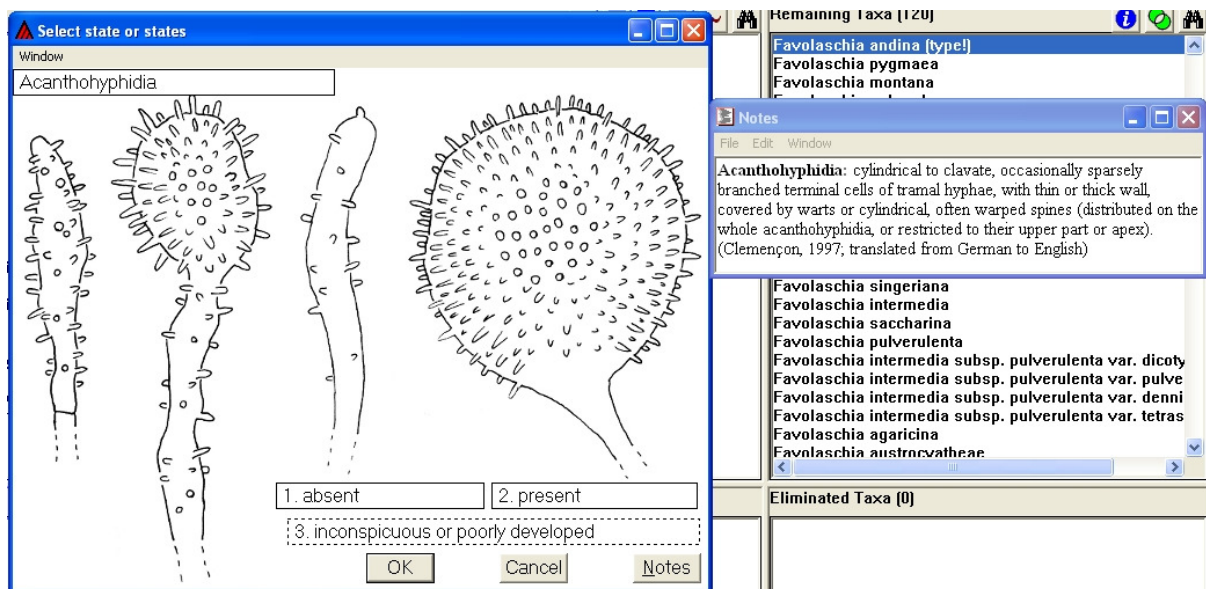 Select state or states
Window
Acanthohyphidia
1. absent
2. present
3. inconspicuous or poorly developed
OK
Cancel
Notes
Remaining Taxa (120)
Favolaschia andina (type!)
Favolaschia pygmaea
Favolaschia montana
Notes
File Edit Window
Acanthohyphidia: cylindrical to clavate, occasionally sparsely
branched terminal cells of tramal hyphae, with thin or thick wall,
covered by warts or cylindrical, often warped spines (distributed on the
whole acanthohyphidia, or restricted to their upper part or apex).
(Clemençon, 1997; translated from German to English)
Favolaschia singeriana
Favolaschia intermedia
Favolaschia saccharina
Favolaschia pulverulenta
Favolaschia intermedia subsp. pulverulenta var. dicoty
Favolaschia intermedia subsp. pulverulenta var. pulve
Favolaschia intermedia subsp. pulverulenta var. denni
Favolaschia intermedia subsp. pulverulenta var. tetras
Favolaschia agaricina
Favolaschia austrocyatheae
Eliminated Taxa (0)